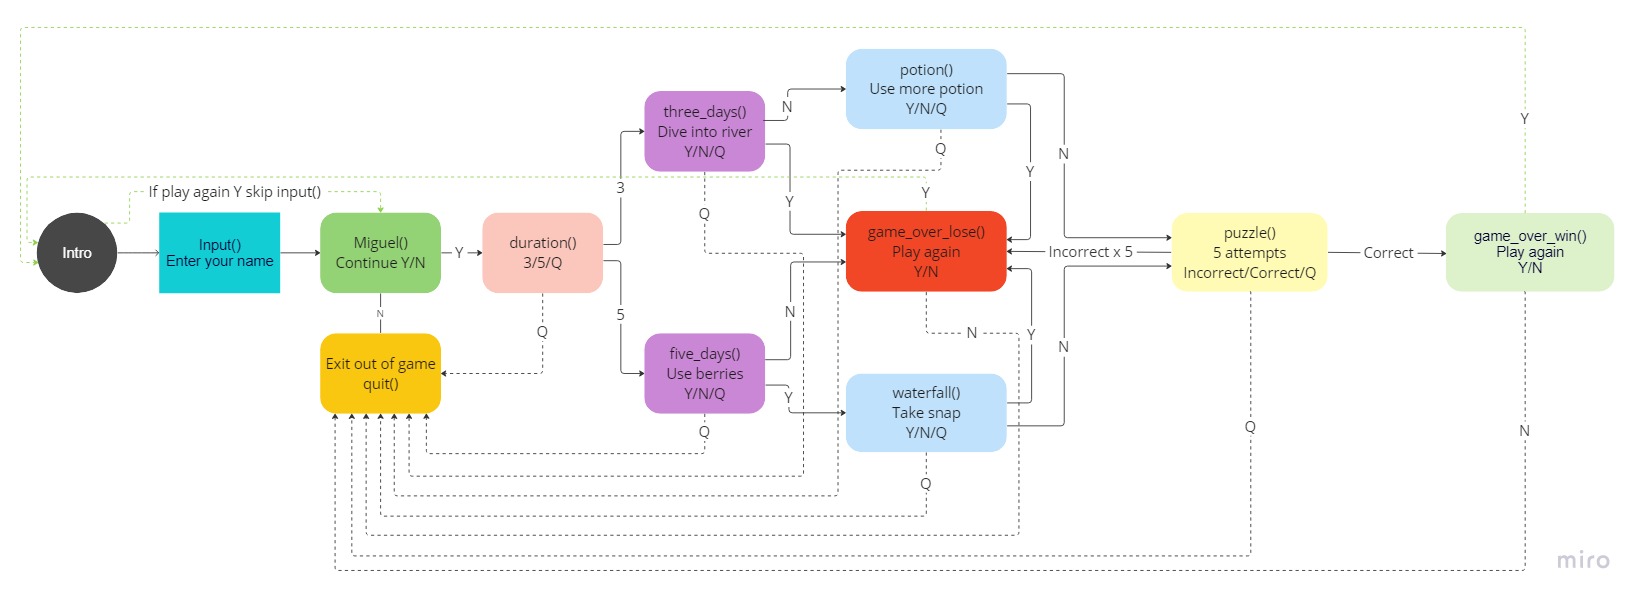 Intro
If play again Y skip input()
Input()
Enter your name
Miguel()
Continue Y/N
N
Exit out of game
quit()
Y
duration()
3/5/Q
Q
3
5
three_days()
Dive into river
Y/N/Q
N
Y
Q
five_days()
Use berries
Y/N/Q
N
Y
Q
potion()
Use more potion
Y/N/Q
Q
Y
N
Y
game_over_lose()
Play again
Y/N
N
waterfall()
Take snap
Y/N/Q
Q
Y
N
Incorrect x 5
puzzle()
5 attempts
Incorrect/Correct/Q
Q
Correct
Y
game_over_win()
Play again
Y/N
N
miro